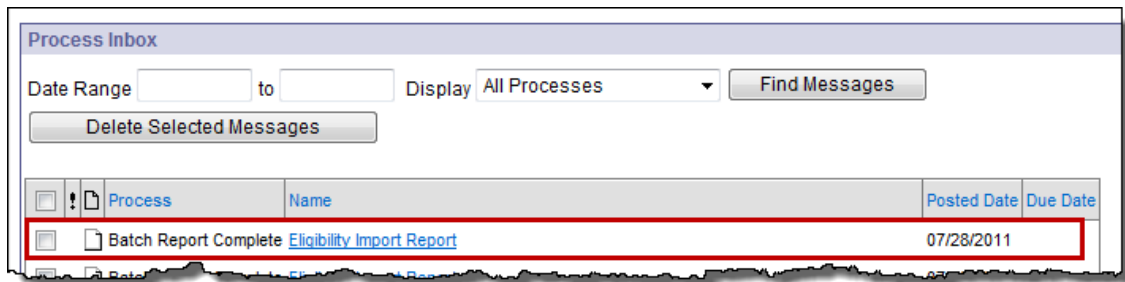 Process Inbox
Date Range to Display All Processes Find Messages
Delete Selected Messages
! Process Name Posted Date Due Date
Batch Report Complete Eligibility Import Report 07/28/2011